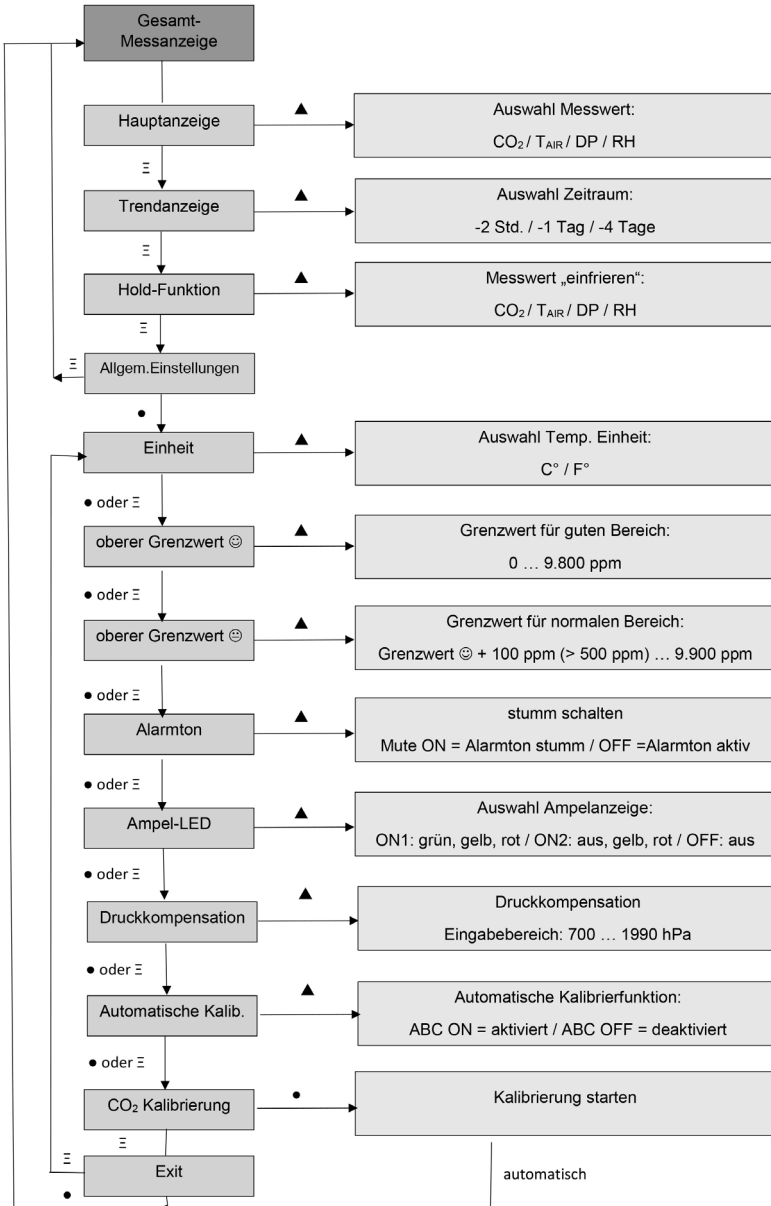 Gesamt-
Messanzeige
Hauptanzeige
▲
Auswahl Messwert:
CO₂ / TAIR / DP / RH
Ξ
Trendanzeige
▲
Auswahl Zeitraum:
-2 Std. / -1 Tag / -4 Tage
Ξ
Hold-Funktion
▲
Messwert „einfrieren“:
CO₂ / TAIR / DP / RH
Ξ
Ξ
Allgem.Einstellungen
●
Einheit
▲
Auswahl Temp. Einheit:
C° / F°
● oder Ξ
oberer Grenzwert ☺
▲
Grenzwert für guten Bereich:
0 … 9.800 ppm
● oder Ξ
oberer Grenzwert 😐
▲
Grenzwert für normalen Bereich:
Grenzwert ☺ + 100 ppm (> 500 ppm) … 9.900 ppm
● oder Ξ
Alarmton
▲
stumm schalten
Mute ON = Alarmton stumm / OFF =Alarmton aktiv
● oder Ξ
Ampel-LED
▲
Auswahl Ampelanzeige:
ON1: grün, gelb, rot / ON2: aus, gelb, rot / OFF: aus
● oder Ξ
Druckkompensation
▲
Druckkompensation
Eingabebereich: 700 … 1990 hPa
● oder Ξ
Automatische Kalib.
▲
Automatische Kalibrierfunktion:
ABC ON = aktiviert / ABC OFF = deaktiviert
● oder Ξ
CO₂ Kalibrierung
●
Kalibrierung starten
Ξ
Ξ
Exit
●
automatisch